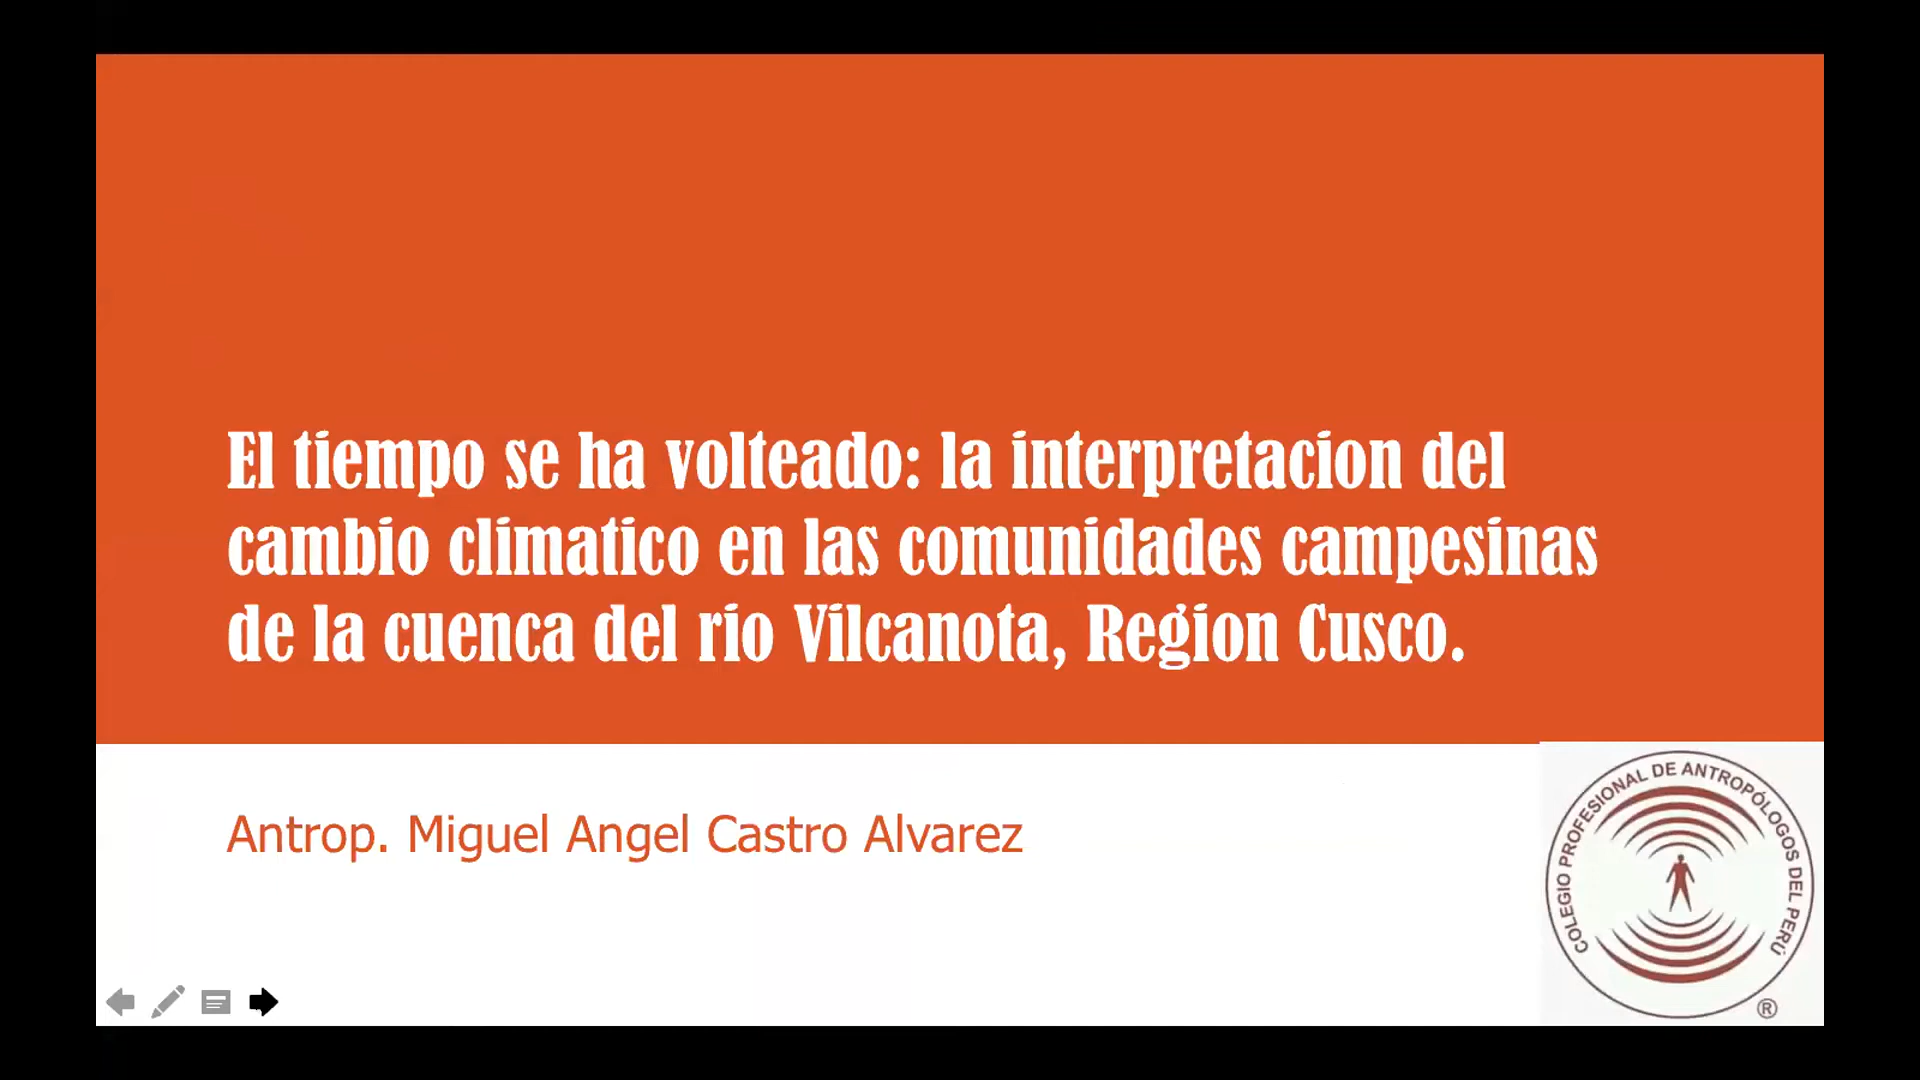 El tiempo se ha volteado: la interpretacion del
cambio climatico en las comunidades campesinas
de la cuenca del rio Vilcanota, Region Cusco.
Antrop. Miguel Angel Castro Alvarez
COLEGIO PROFESIONAL DE ANTROPÓLOGOS DEL PERÚ
®